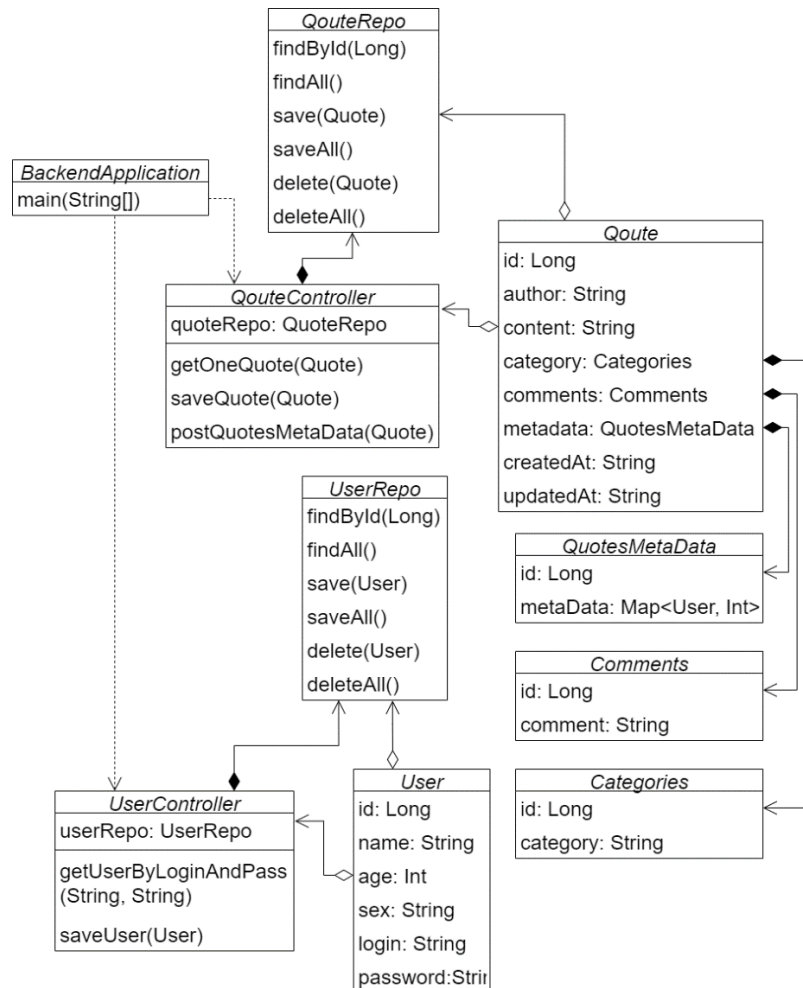 QouteRepo
findById(Long)
findAll()
save(Quote)
saveAll()
delete(Quote)
deleteAll()
BackendApplication
main(String[])
Qoute
id: Long
author: String
content: String
category: Categories
comments: Comments
metadata: QuotesMetaData
createdAt: String
updatedAt: String
QouteController
quoteRepo: QuoteRepo
getOneQuote(Quote)
saveQuote(Quote)
postQuotesMetaData(Quote)
UserRepo
findById(Long)
findAll()
save(User)
saveAll()
delete(User)
deleteAll()
QuotesMetaData
id: Long
metaData: Map<User, Int>
Comments
id: Long
comment: String
Categories
id: Long
category: String
UserController
userRepo: UserRepo
getUserByLoginAndPass
(String, String)
saveUser(User)
User
id: Long
name: String
age: Int
sex: String
login: String
password:Strir